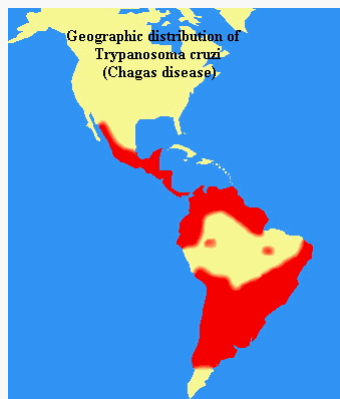 Geographic distribution of
Trypanosoma cruzi
(Chagas disease)